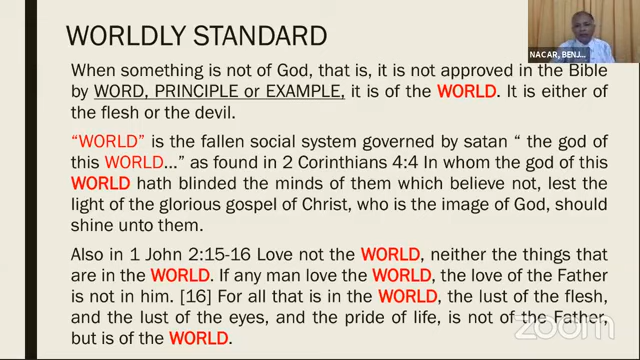 WORLDLY STANDARD
NACAR, BENJ...
When something is not of God, that is, it is not approved in the Bible
by WORD, PRINCIPLE or EXAMPLE, it is of the WORLD. It is either of
the flesh or the devil.
“WORLD” is the fallen social system governed by satan “ the god of
this WORLD...” as found in 2 Corinthians 4:4 In whom the god of this
WORLD hath blinded the minds of them which believe not, lest the
light of the glorious gospel of Christ, who is the image of God, should
shine unto them.
Also in 1 John 2:15-16 Love not the WORLD, neither the things that
are in the WORLD. If any man love the WORLD, the love of the Father
is not in him. [16] For all that is in the WORLD, the lust of the flesh,
and the lust of the eyes, and the pride of life, is not of the Father,
but is of the WORLD.
zoom